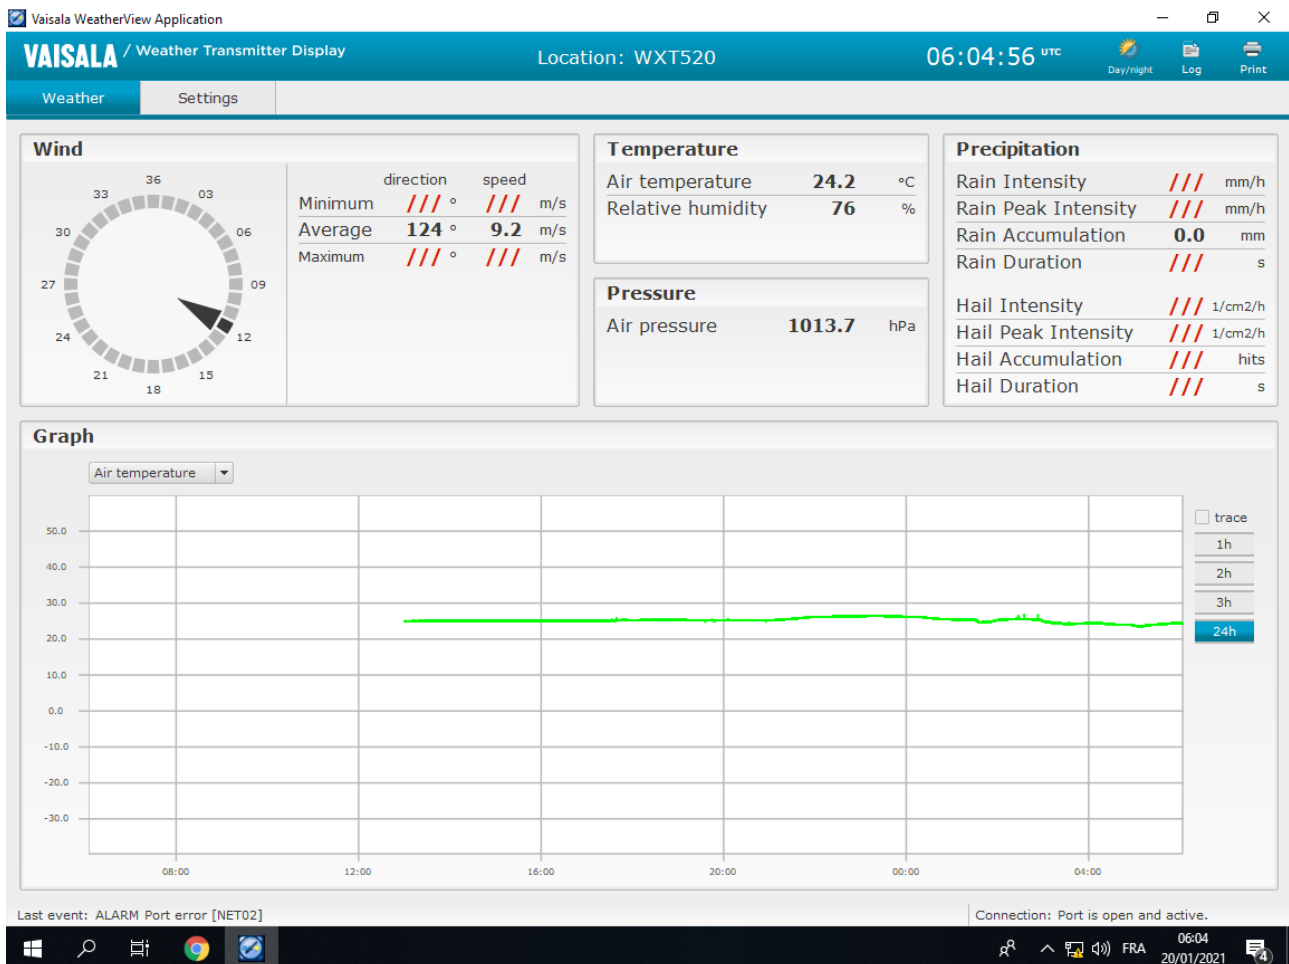 Vaisala WeatherView Application
VAISALA / Weather Transmitter Display
Location: WXT520
06:04:56 UTC
Day/night
Log
Print
Weather
Settings
Wind
36
33
03
30
06
27
09
24
12
21
15
18
direction speed
Minimum /// ° /// m/s
Average 124 ° 9.2 m/s
Maximum /// ° /// m/s
Temperature
Air temperature 24.2 °C
Relative humidity 76 %
Pressure
Air pressure 1013.7 hPa
Precipitation
Rain Intensity /// mm/h
Rain Peak Intensity /// mm/h
Rain Accumulation 0.0 mm
Rain Duration /// s
Hail Intensity /// 1/cm2/h
Hail Peak Intensity /// 1/cm2/h
Hail Accumulation /// hits
Hail Duration /// s
Graph
Air temperature
50.0
40.0
30.0
20.0
10.0
0.0
-10.0
-20.0
-30.0
08:00 12:00 16:00 20:00 00:00 04:00
trace
1h
2h
3h
24h
Last event: ALARM Port error [NET02]
Connection: Port is open and active.
FRA
06:04
20/01/2021
4